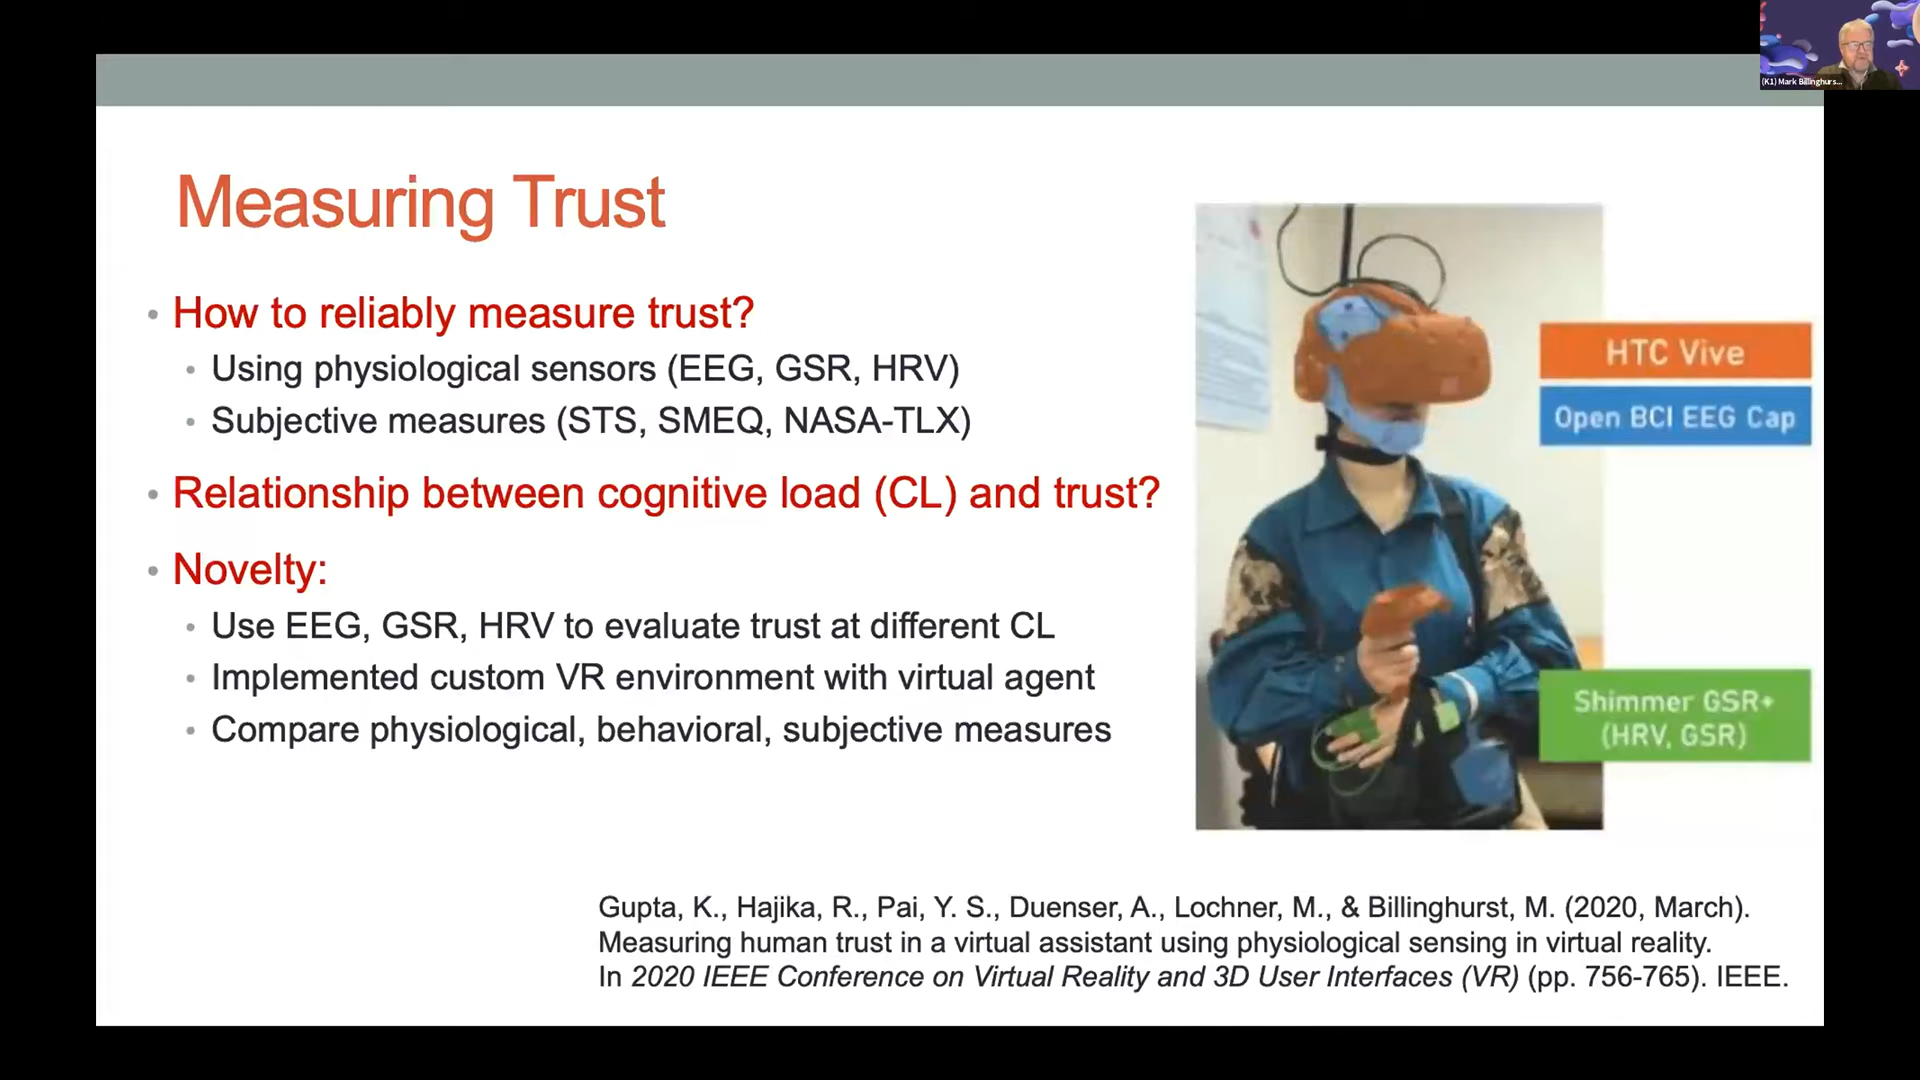 (K1) Mark Billinghurs...
Measuring Trust
• How to reliably measure trust?
• Using physiological sensors (EEG, GSR, HRV)
• Subjective measures (STS, SMEQ, NASA-TLX)
• Relationship between cognitive load (CL) and trust?
• Novelty:
• Use EEG, GSR, HRV to evaluate trust at different CL
• Implemented custom VR environment with virtual agent
• Compare physiological, behavioral, subjective measures
HTC Vive
Open BCI EEG Cap
Shimmer GSR+
(HRV, GSR)
Gupta, K., Hajika, R., Pai, Y. S., Duenser, A., Lochner, M., & Billinghurst, M. (2020, March).
Measuring human trust in a virtual assistant using physiological sensing in virtual reality.
In 2020 IEEE Conference on Virtual Reality and 3D User Interfaces (VR) (pp. 756-765). IEEE.